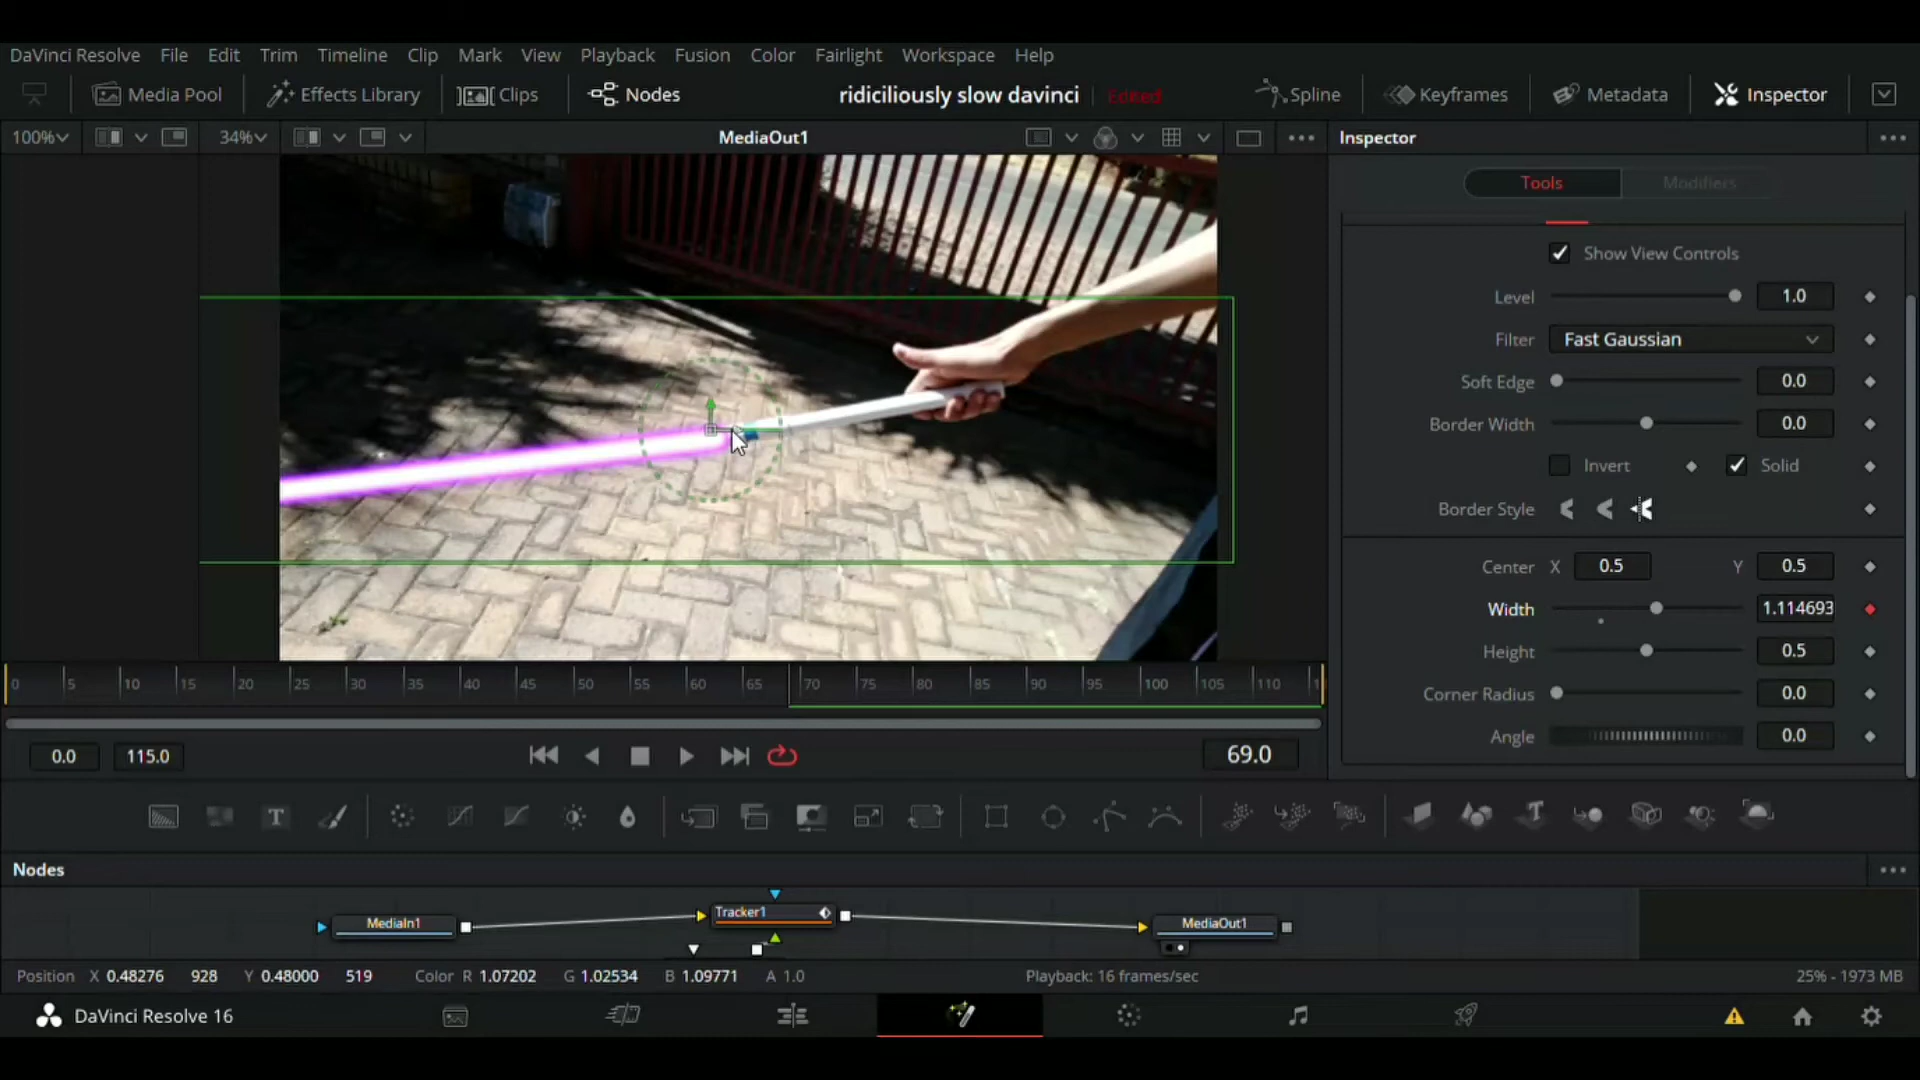 DaVinci Resolve File Edit Trim Timeline Clip Mark View Playback Fusion Color Fairlight Workspace Help
Media Pool Effects Library Clips Nodes ridiciliously slow davinci Edited Spline Keyframes Metadata Inspector
100% 34% MediaOut1 Inspector
Tools Modifiers
Show View Controls
Level 1.0
Filter Fast Gaussian
Soft Edge 0.0
Border Width 0.0
Invert Solid
Border Style
Center X 0.5 Y 0.5
Width 1.114693
Height 0.5
Corner Radius 0.0
Angle 0.0
0 5 10 15 20 25 30 35 40 45 50 55 60 65 70 75 80 85 90 95 100 105 110
0.0 115.0 69.0
Nodes
MediaIn1 Tracker1 MediaOut1
Position X 0.48276 928 Y 0.48000 519 Color R 1.07202 G 1.02534 B 1.09771 A 1.0 Playback: 16 frames/sec 25% - 1973 MB
DaVinci Resolve 16